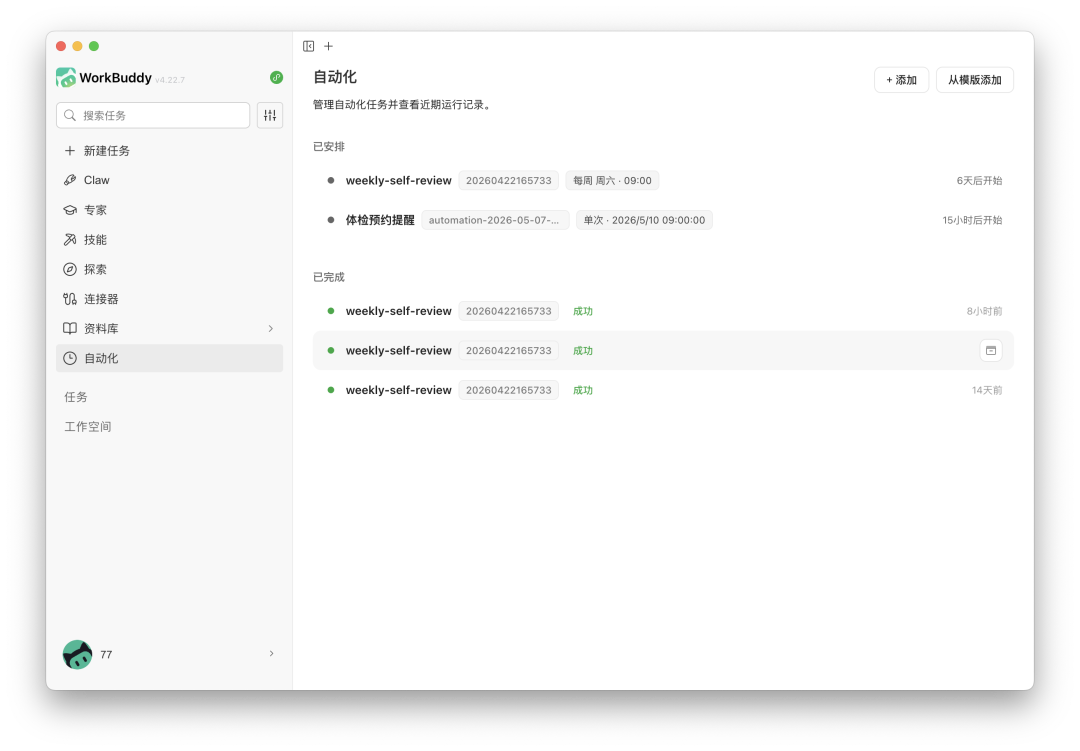 WorkBuddy v4.22.7
搜索任务
新建任务
Claw
专家
技能
探索
连接器
资料库
自动化
任务
工作空间
77
自动化
+ 添加
从模版添加
管理自动化任务并查看近期运行记录。
已安排
weekly-self-review 20260422165733 每周 周六 · 09:00 6天后开始
体检预约提醒 automation-2026-05-07-... 单次 · 2026/5/10 09:00:00 15小时后开始
已完成
weekly-self-review 20260422165733 成功 8小时前
weekly-self-review 20260422165733 成功
weekly-self-review 20260422165733 成功 14天前